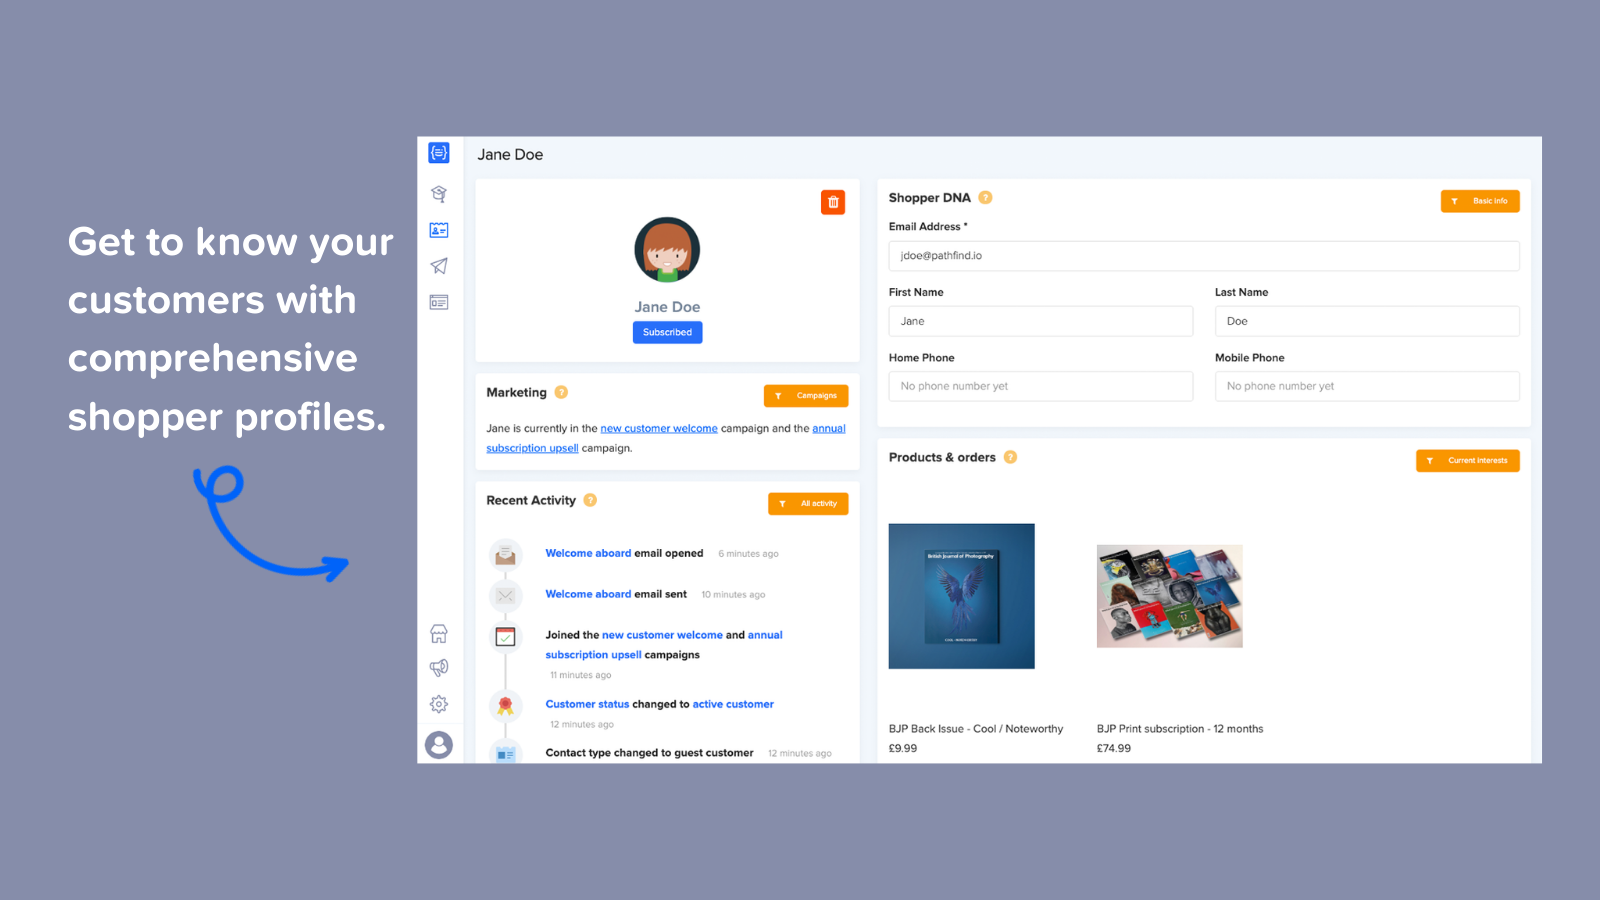 Get to know your
customers with
comprehensive
shopper profiles.
Jane Doe
Jane Doe
Subscribed
Marketing ?
Campaigns
Jane is currently in the new customer welcome campaign and the annual
subscription upsell campaign.
Recent Activity ?
All activity
Welcome aboard email opened 6 minutes ago
Welcome aboard email sent 10 minutes ago
Joined the new customer welcome and annual
subscription upsell campaigns
11 minutes ago
Customer status changed to active customer
12 minutes ago
Contact type changed to guest customer 12 minutes ago
Shopper DNA ?
Basic info
Email Address *
jdoe@pathfind.io
First Name
Last Name
Jane
Doe
Home Phone
Mobile Phone
No phone number yet
No phone number yet
Products & orders ?
Current interests
British Journal of Photography
BJP Back Issue - Cool / Noteworthy
£9.99
BJP Print subscription - 12 months
£74.99